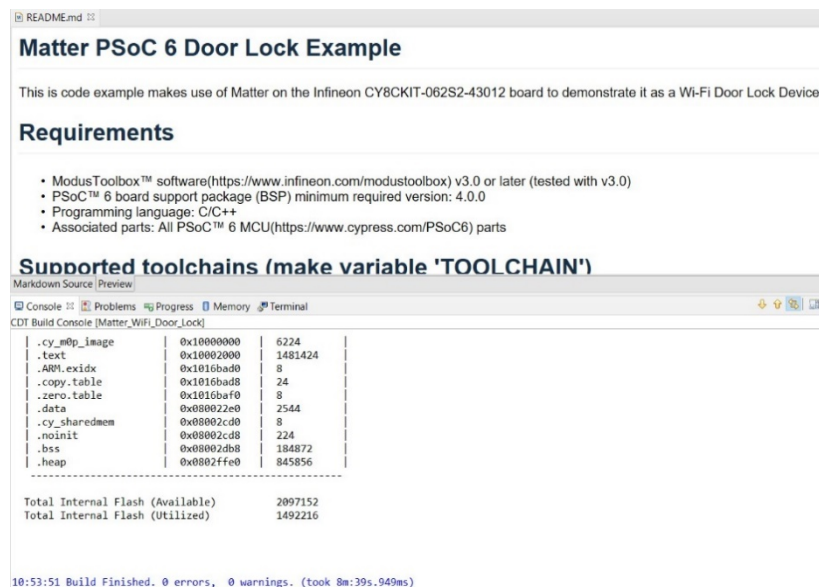 README.md
Matter PSoC 6 Door Lock Example
This is code example makes use of Matter on the Infineon CY8CKIT-062S2-43012 board to demonstrate it as a Wi-Fi Door Lock Device
Requirements
• ModusToolbox™ software(https://www.infineon.com/modustoolbox) v3.0 or later (tested with v3.0)
• PSoC™ 6 board support package (BSP) minimum required version: 4.0.0
• Programming language: C/C++
• Associated parts: All PSoC™ 6 MCU(https://www.cypress.com/PSoC6) parts
Supported toolchains (make variable 'TOOLCHAIN')
Markdown Source Preview
Console Problems Progress Memory Terminal
CDT Build Console [Matter_WiFi_Door_Lock]
| .cy_m0p_image | 0x10000000 | 6224 |
| .text | 0x10002000 | 1481424 |
| .ARM.exidx | 0x1016bad0 | 8 |
| .copy.table | 0x1016bad8 | 24 |
| .zero.table | 0x1016baf0 | 8 |
| .data | 0x080022e0 | 2544 |
| .cy_sharedmem | 0x08002cd0 | 8 |
| .noinit | 0x08002cd8 | 224 |
| .bss | 0x08002db8 | 184872 |
| .heap | 0x0802ffe0 | 845856 |
-----------------------------------------------------
Total Internal Flash (Available) 2097152
Total Internal Flash (Utilized) 1492216
10:53:51 Build Finished. 0 errors, 0 warnings. (took 8m:39s.949ms)